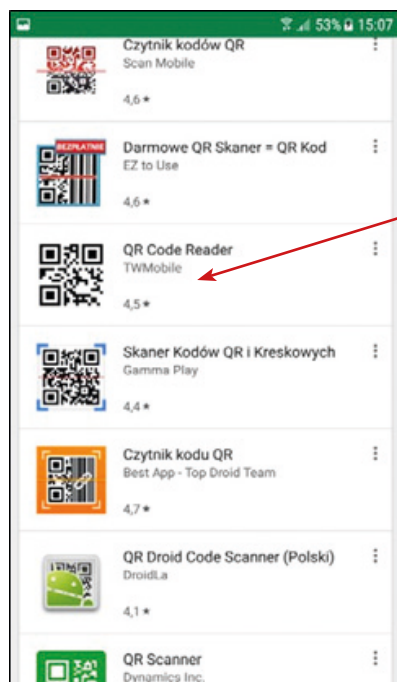 53% 15:07
Czytnik kodów QR
Scan Mobile
4,6 ★
BEZPŁATNIE
Darmowe QR Skaner = QR Kod
EZ to Use
4,6 ★
QR Code Reader
TWMobile
4,5 ★
Skaner Kodów QR i Kreskowych
Gamma Play
4,4 ★
Czytnik kodu QR
Best App - Top Droid Team
4,7 ★
QR Droid Code Scanner (Polski)
DroidLa
4,1 ★
QR Scanner
Dynamics Inc.